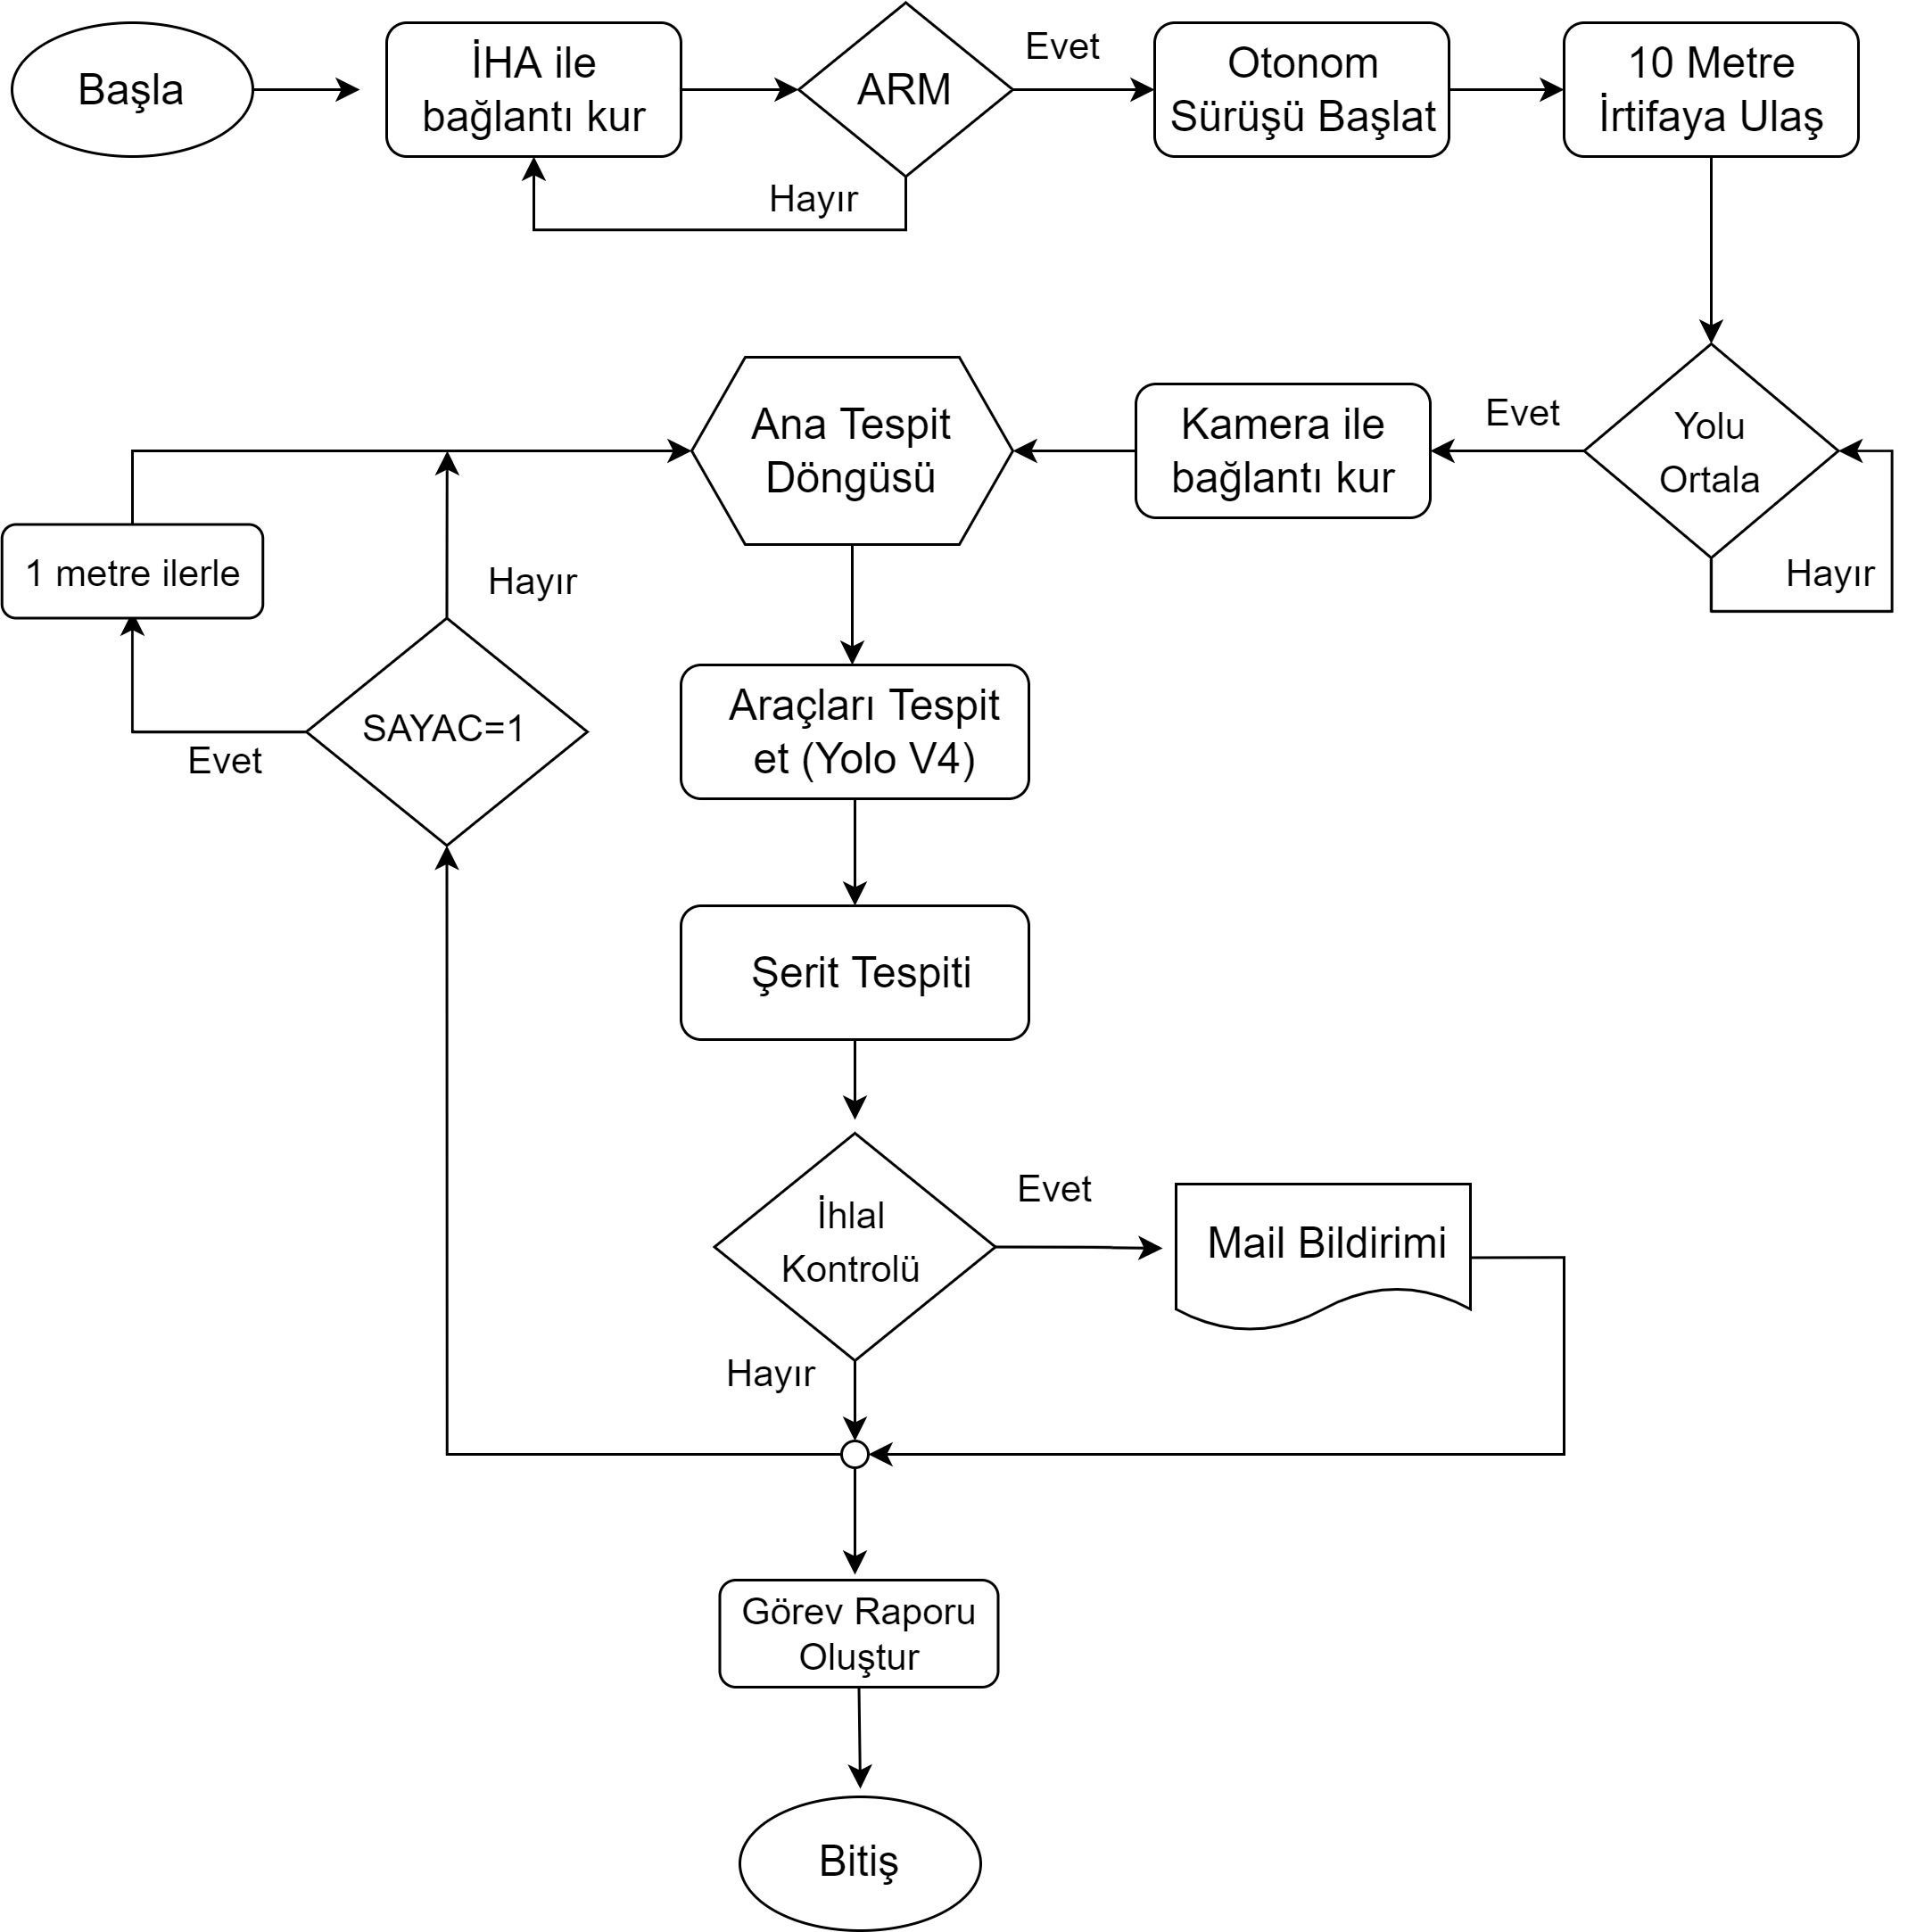 Başla
İHA ile
bağlantı kur
ARM
Evet
Hayır
Otonom
Sürüşü Başlat
10 Metre
İrtifaya Ulaş
Yolu
Ortala
Evet
Hayır
Kamera ile
bağlantı kur
Ana Tespit
Döngüsü
1 metre ilerle
Hayır
SAYAC=1
Evet
Araçları Tespit
et (Yolo V4)
Şerit Tespiti
İhlal
Kontrolü
Evet
Mail Bildirimi
Hayır
Görev Raporu
Oluştur
Bitiş